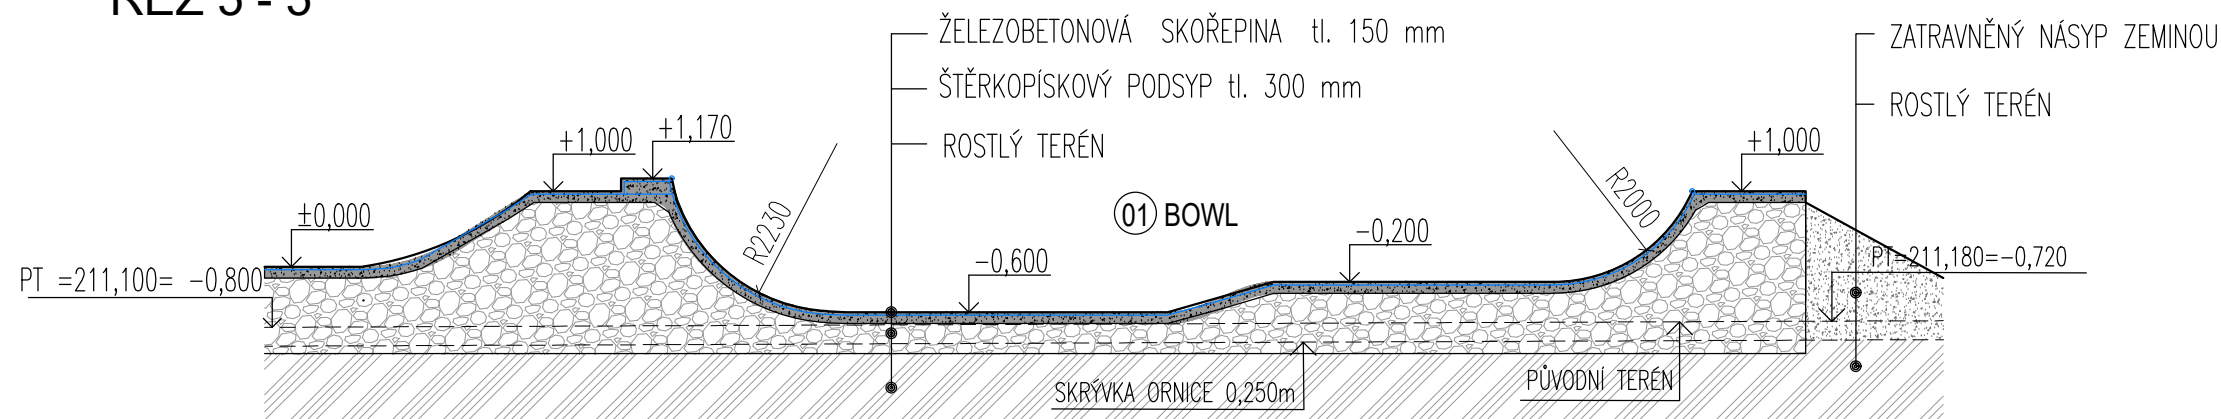 ŽELEZOBETONOVÁ SKOŘEPINA tl. 150 mm
ŠTĚRKOPÍSKOVÝ PODSYP tl. 300 mm
ROSTLÝ TERÉN
ZATRAVNĚNÝ NÁSYP ZEMINOU
ROSTLÝ TERÉN
+1,000
+1,170
+1,000
±0,000
R2230
01 BOWL
R2000
-0,200
-0,600
PT =211,100= -0,800
PT=211,180=-0,720
SKRÝVKA ORNICE 0,250m
PŮVODNÍ TERÉN